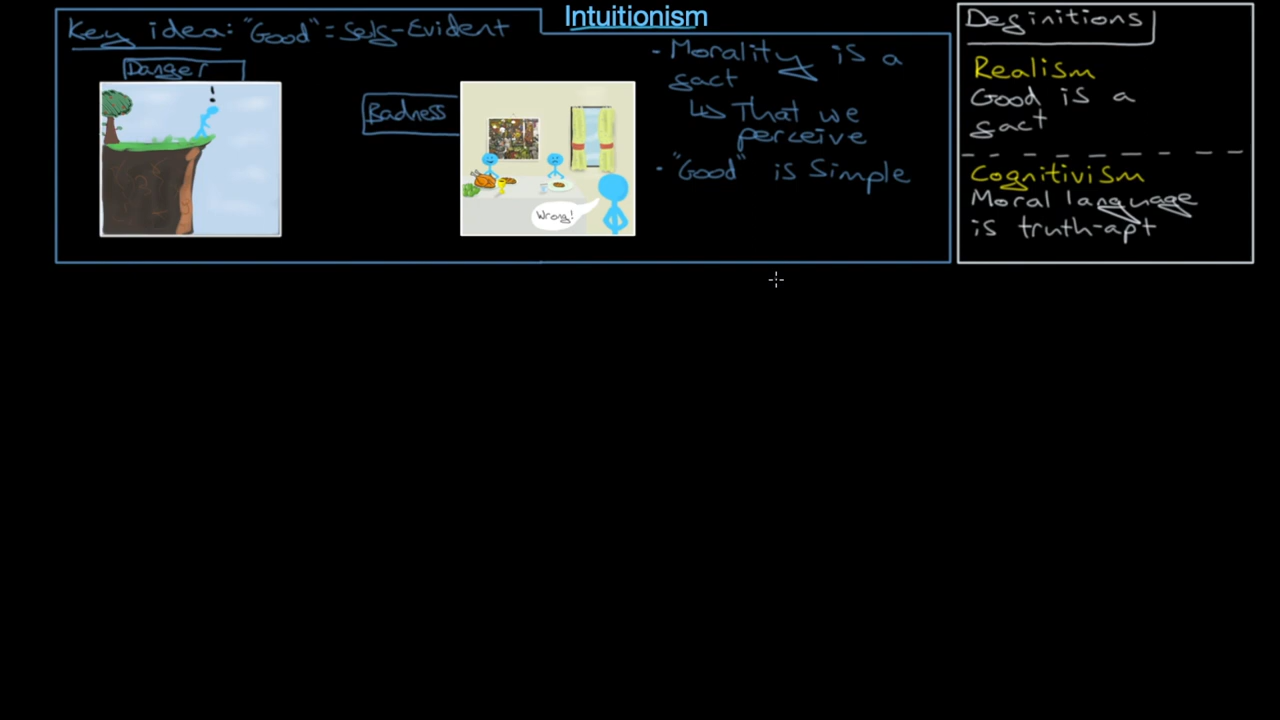 Intuitionism
Key idea: "Good" = Self-Evident
Danger
!
Badness
Wrong!
- Morality is a
fact
↳ That we
perceive
• "Good" is Simple
Definitions
Realism
Good is a
fact
Cognitivism
Moral language
is truth-apt